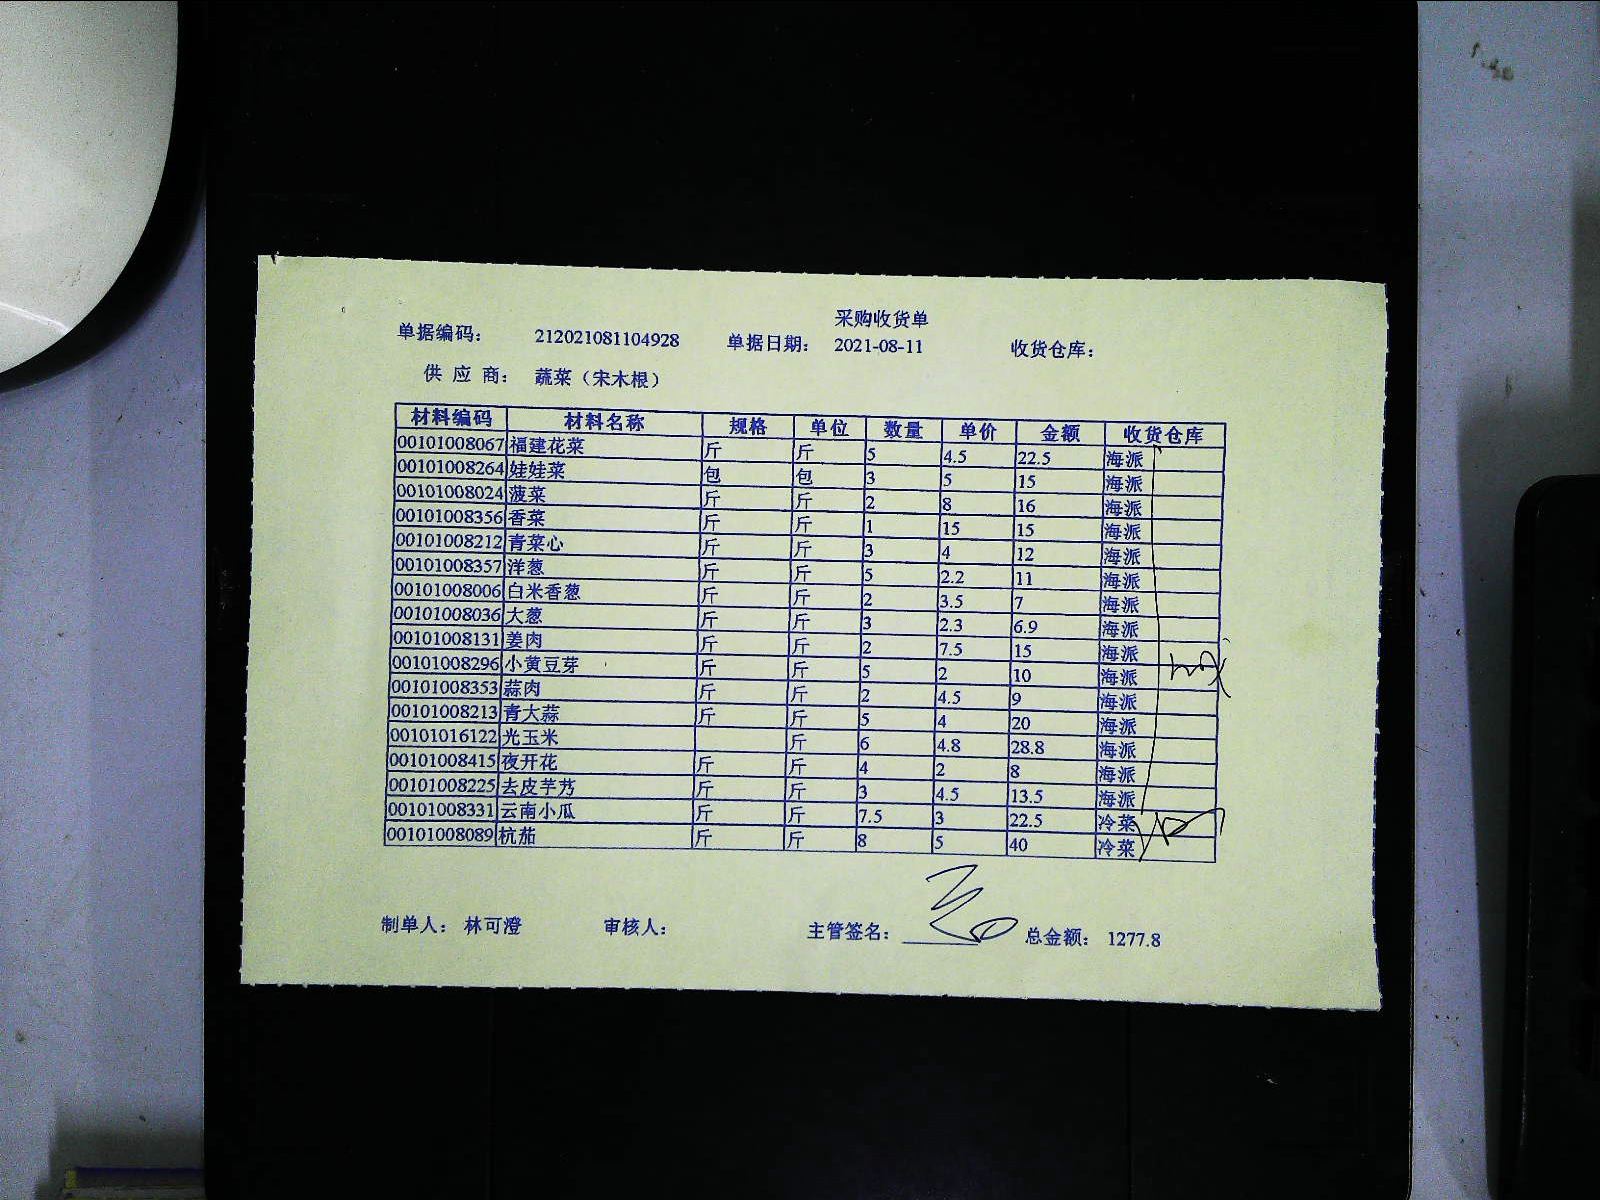 采购收货单
单据编码: 212021081104928 单据日期: 2021-08-11 收货仓库:
供 应 商: 蔬菜（宋木根）
材料编码 材料名称 规格 单位 数量 单价 金额 收货仓库
00101008067 福建花菜 斤 斤 5 4.5 22.5 海派
00101008264 娃娃菜 包 包 3 5 15 海派
00101008024 菠菜 斤 斤 2 8 16 海派
00101008356 香菜 斤 斤 1 15 15 海派
00101008212 青菜心 斤 斤 3 4 12 海派
00101008357 洋葱 斤 斤 5 2.2 11 海派
00101008006 白米香葱 斤 斤 2 3.5 7 海派
00101008036 大葱 斤 斤 3 2.3 6.9 海派
00101008131 姜肉 斤 斤 2 7.5 15 海派
00101008296 小黄豆芽 斤 斤 5 2 10 海派
00101008353 蒜肉 斤 斤 2 4.5 9 海派
00101008213 青大蒜 斤 斤 5 4 20 海派
00101016122 光玉米 斤 6 4.8 28.8 海派
00101008415 夜开花 斤 斤 4 2 8 海派
00101008225 去皮芋艿 斤 斤 3 4.5 13.5 海派
00101008331 云南小瓜 斤 斤 7.5 3 22.5 冷菜
00101008089 杭茄 斤 斤 8 5 40 冷菜
制单人: 林可澄 审核人: 主管签名: 总金额: 1277.8